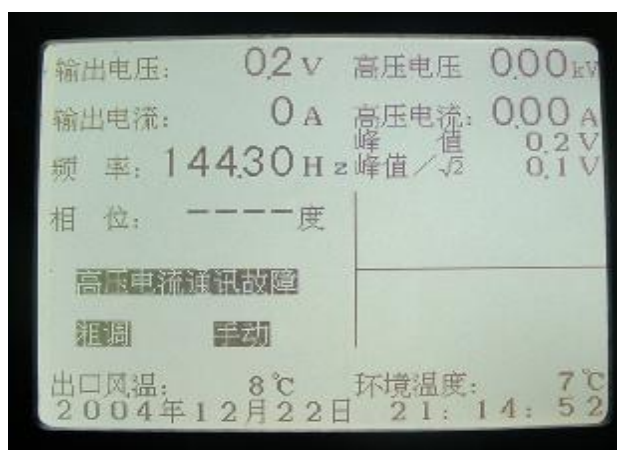 输出电压: 0.2 V 高压电压 0.00 kV
输出电流: 0 A 高压电流: 0.00 A
峰 值 0.2 V
频 率: 144.30 Hz 峰值/√2 0.1 V
相 位: ----度
高压电流通讯故障
粗调 手动
出口风温: 8℃ 环境温度: 7℃
2004年12月22日 21:14:52